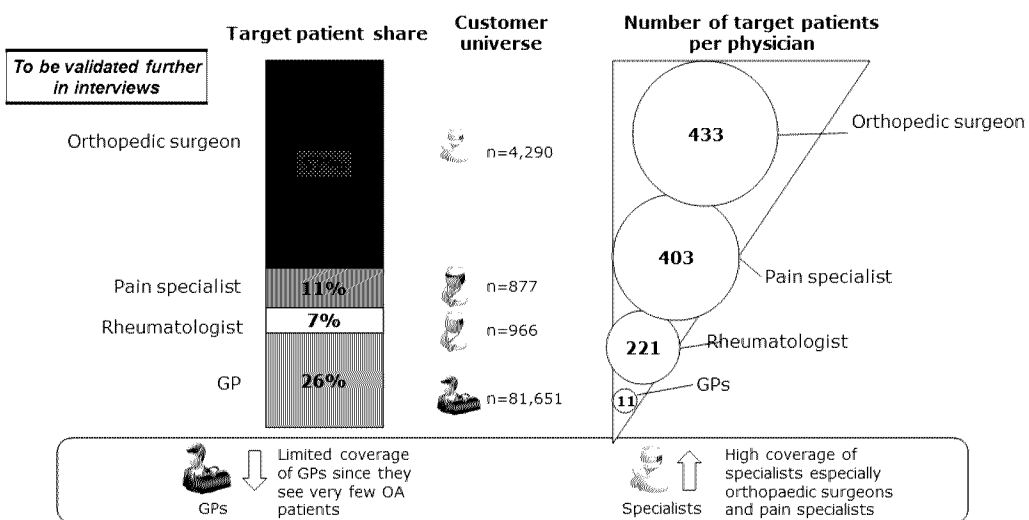 Target patient share
Customer
universe
Number of target patients
per physician
To be validated further
in interviews
Orthopedic surgeon
n=4,290
433
Orthopedic surgeon
Pain specialist
11%
n=877
403
Pain specialist
Rheumatologist
7%
n=966
221
Rheumatologist
GP
26%
n=81,651
11
GPs
GPs
Limited coverage
of GPs since they
see very few OA
patients
Specialists
High coverage of
specialists especially
orthopaedic surgeons
and pain specialists